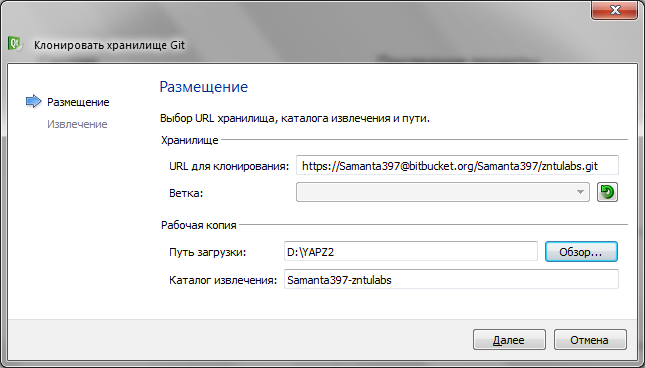 Клонировать хранилище Git
Размещение
Размещение
Извлечение
Выбор URL хранилища, каталога извлечения и пути.
Хранилище
URL для клонирования: https://Samanta397@bitbucket.org/Samanta397/zntulabs.git
Ветка:
Рабочая копия
Путь загрузки: D:\YAPZ2 Обзор...
Каталог извлечения: Samanta397-zntulabs
Далее Отмена